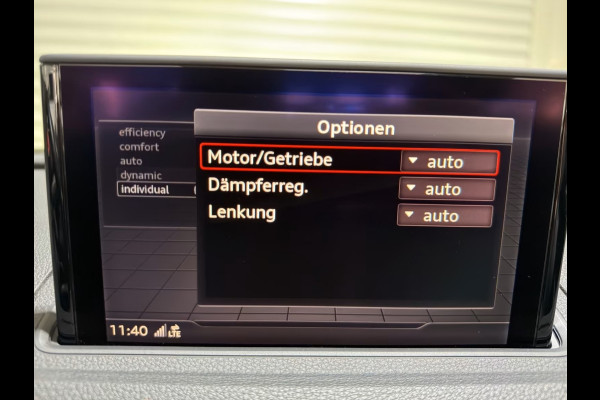 Optionen
efficiency
comfort
auto
dynamic
individual
Motor/Getriebe auto
Dämpferreg. auto
Lenkung auto
11:40 LTE